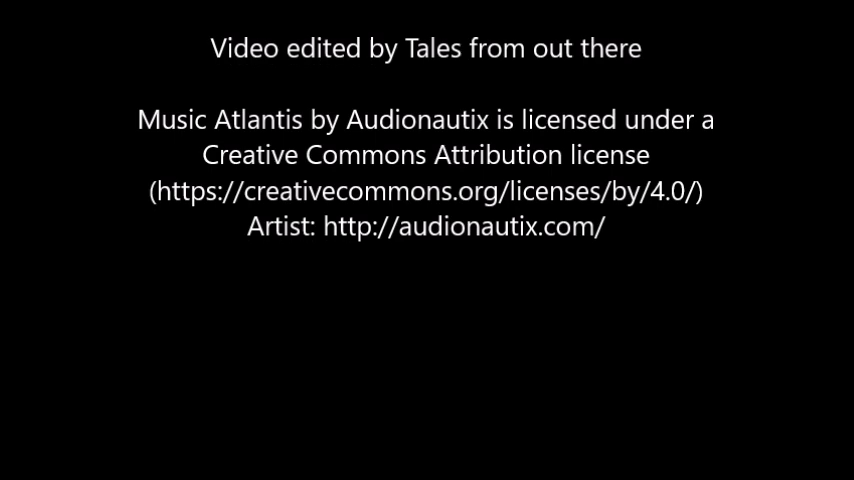 Video edited by Tales from out there
Music Atlantis by Audionautix is licensed under a
Creative Commons Attribution license
(https://creativecommons.org/licenses/by/4.0/)
Artist: http://audionautix.com/